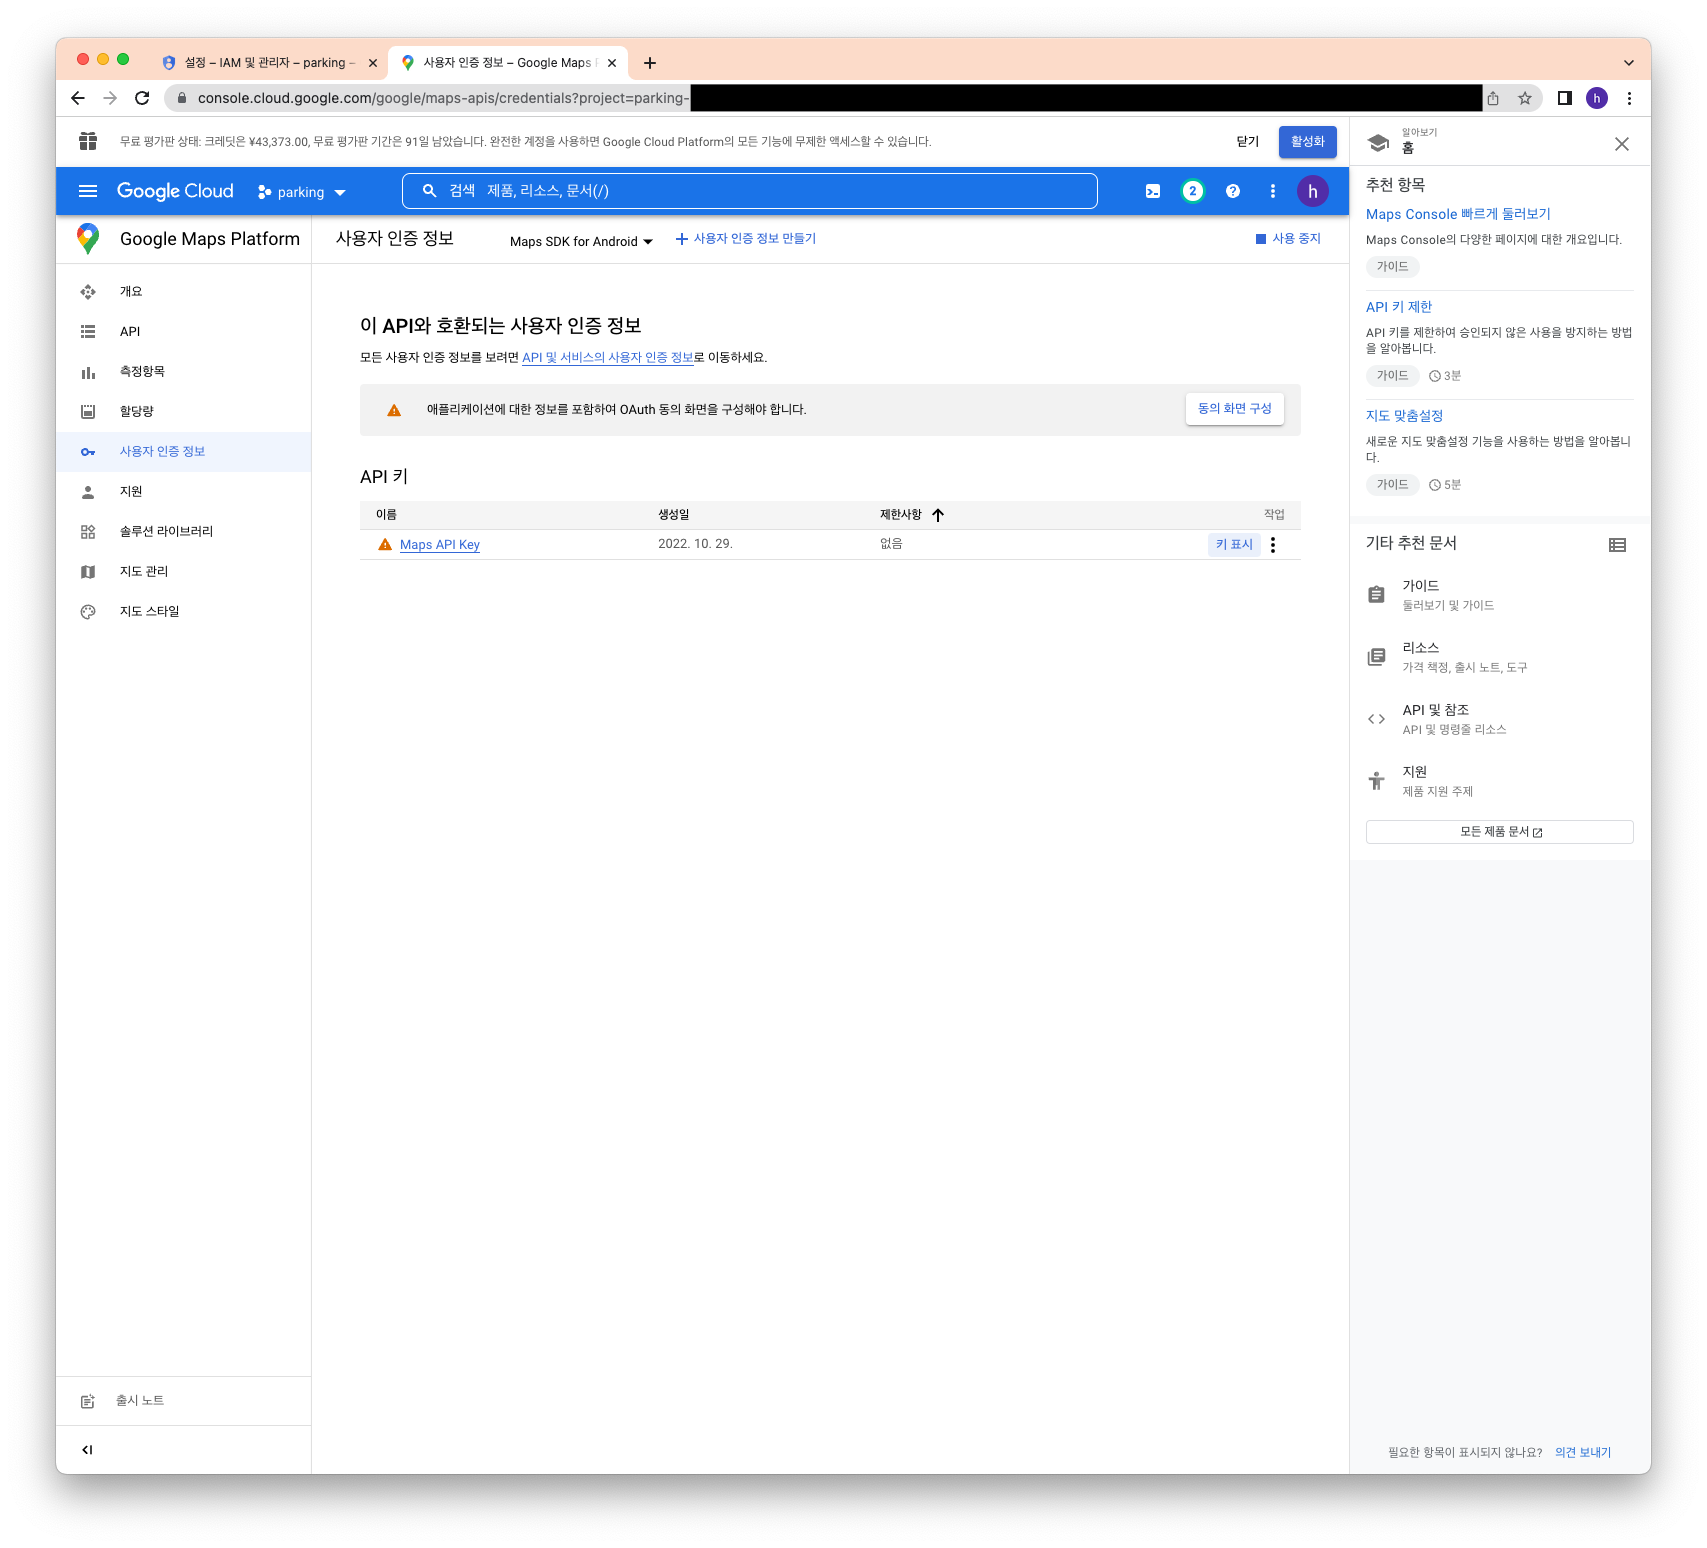 설정 – IAM 및 관리자 – parking –
사용자 인증 정보 – Google Maps P
console.cloud.google.com/google/maps-apis/credentials?project=parking-
h
무료 평가판 상태: 크레딧은 ¥43,373.00, 무료 평가판 기간은 91일 남았습니다. 완전한 계정을 사용하면 Google Cloud Platform의 모든 기능에 무제한 액세스할 수 있습니다.
닫기
활성화
Google Cloud
parking
검색 제품, 리소스, 문서(/)
2
h
Google Maps Platform
사용자 인증 정보
Maps SDK for Android
사용자 인증 정보 만들기
사용 중지
개요
API
측정항목
할당량
사용자 인증 정보
지원
솔루션 라이브러리
지도 관리
지도 스타일
출시 노트
이 API와 호환되는 사용자 인증 정보
모든 사용자 인증 정보를 보려면 API 및 서비스의 사용자 인증 정보로 이동하세요.
애플리케이션에 대한 정보를 포함하여 OAuth 동의 화면을 구성해야 합니다.
동의 화면 구성
API 키
이름 생성일 제한사항 작업
Maps API Key 2022. 10. 29. 없음 키 표시
알아보기
홈
추천 항목
Maps Console 빠르게 둘러보기
Maps Console의 다양한 페이지에 대한 개요입니다.
가이드
API 키 제한
API 키를 제한하여 승인되지 않은 사용을 방지하는 방법
을 알아봅니다.
가이드 3분
지도 맞춤설정
새로운 지도 맞춤설정 기능을 사용하는 방법을 알아봅니
다.
가이드 5분
기타 추천 문서
가이드
둘러보기 및 가이드
리소스
가격 책정, 출시 노트, 도구
API 및 참조
API 및 명령줄 리소스
지원
제품 지원 주제
모든 제품 문서
필요한 항목이 표시되지 않나요? 의견 보내기